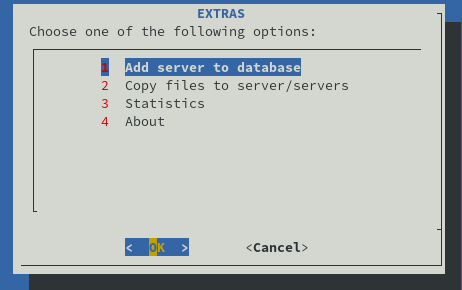 EXTRAS
Choose one of the following options:
1 Add server to database
2 Copy files to server/servers
3 Statistics
4 About
< OK > <Cancel>